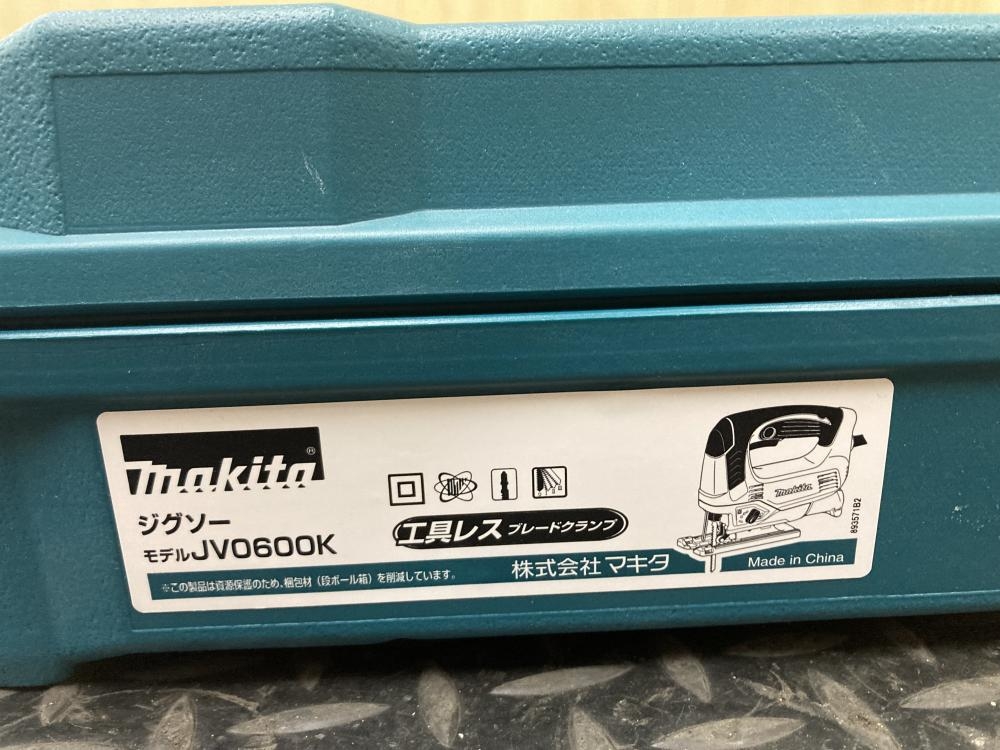 makita®
ジグソー
モデルJV0600K
※この製品は資源保護のため、梱包材（段ボール箱）を削減しています。
工具レス ブレードクランプ
株式会社マキタ
makita
893571B2
Made in China